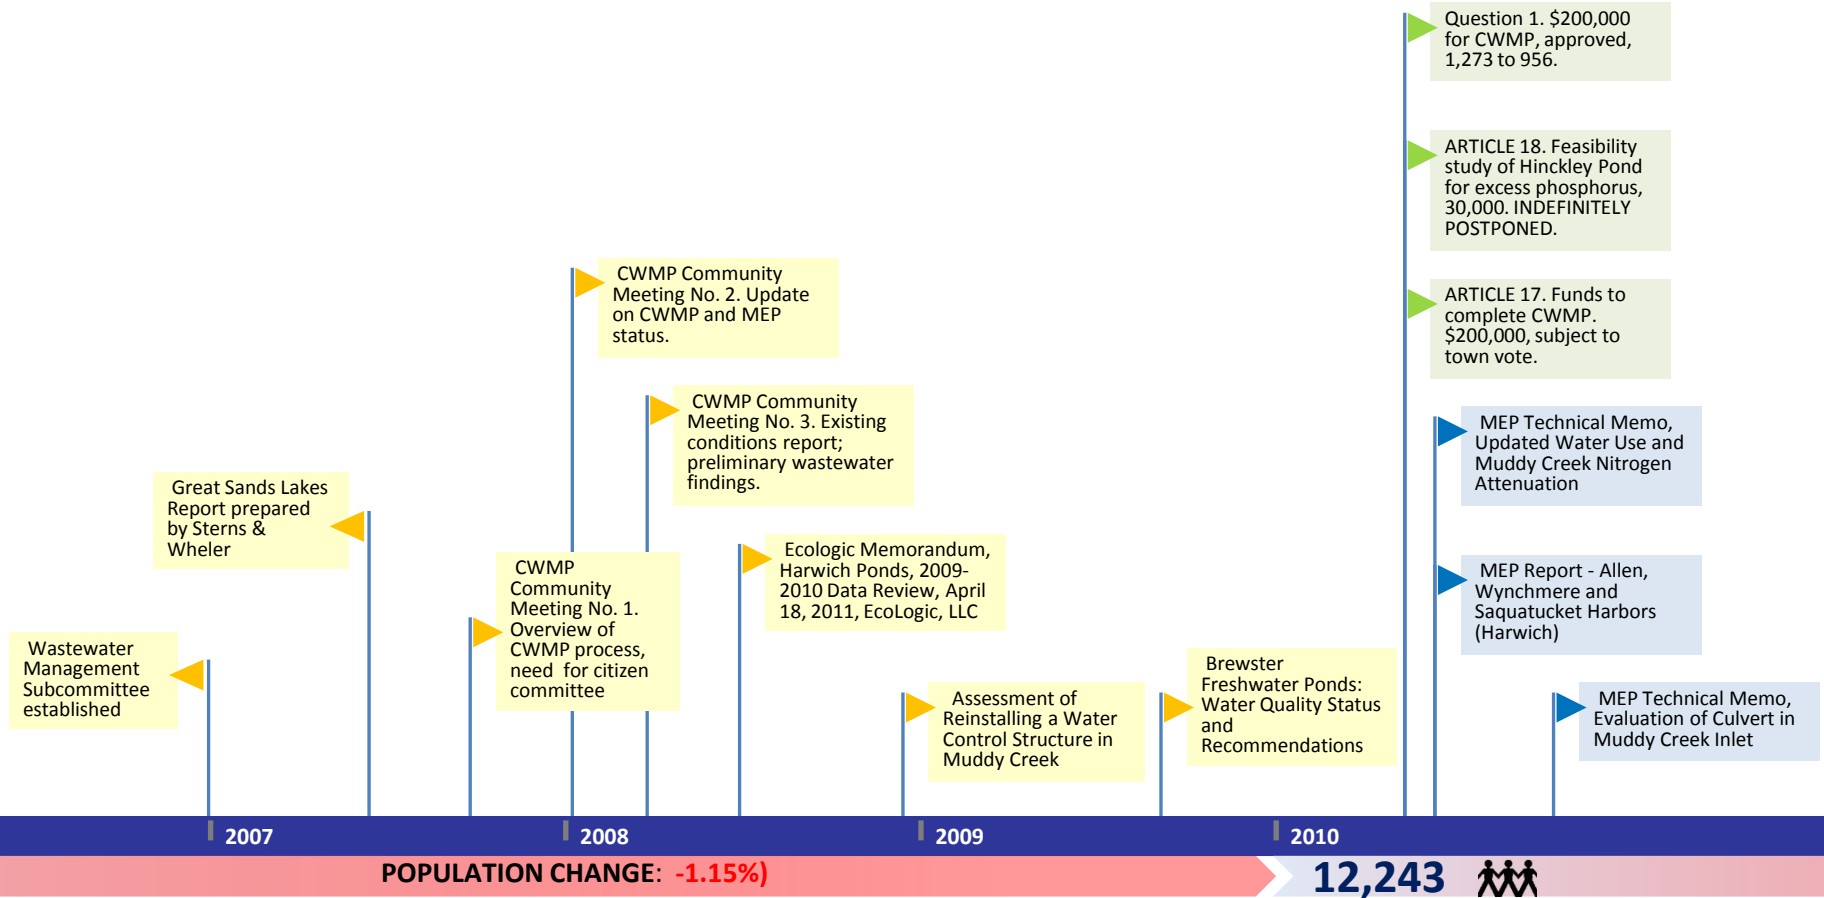 Question 1. $200,000
for CWMP, approved,
1,273 to 956.
ARTICLE 18. Feasibility
study of Hinckley Pond
for excess phosphorus,
30,000. INDEFINITELY
POSTPONED.
CWMP Community
Meeting No. 2. Update
on CWMP and MEP
status.
ARTICLE 17. Funds to
complete CWMP.
$200,000, subject to
town vote.
CWMP Community
Meeting No. 3. Existing
conditions report;
preliminary wastewater
findings.
MEP Technical Memo,
Updated Water Use and
Muddy Creek Nitrogen
Attenuation
Great Sands Lakes
Report prepared
by Sterns &
Wheler
CWMP
Community
Meeting No. 1.
Overview of
CWMP process,
need  for citizen
committee
Ecologic Memorandum,
Harwich Ponds, 2009-
2010 Data Review, April
18, 2011, EcoLogic, LLC
MEP Report - Allen,
Wynchmere and
Saquatucket Harbors
(Harwich)
Wastewater
Management
Subcommittee
established
Assessment of
Reinstalling a Water
Control Structure in
Muddy Creek
Brewster
Freshwater Ponds:
Water Quality Status
and
Recommendations
MEP Technical Memo,
Evaluation of Culvert in
Muddy Creek Inlet
2007
2008
2009
2010
POPULATION CHANGE: -1.15%)
12,243